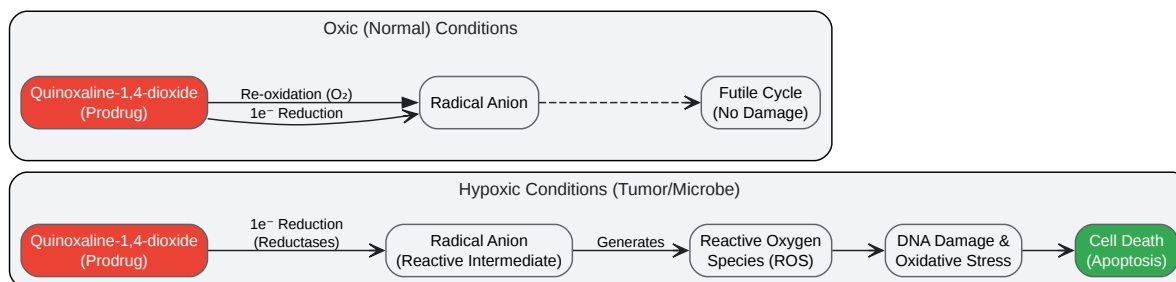 Oxic (Normal) Conditions
Quinoxaline-1,4-dioxide
(Prodrug)
Re-oxidation (O₂)
1e⁻ Reduction
Radical Anion
Futile Cycle
(No Damage)
Hypoxic Conditions (Tumor/Microbe)
Quinoxaline-1,4-dioxide
(Prodrug)
1e⁻ Reduction
(Reductases)
Radical Anion
(Reactive Intermediate)
Generates
Reactive Oxygen
Species (ROS)
DNA Damage &
Oxidative Stress
Cell Death
(Apoptosis)